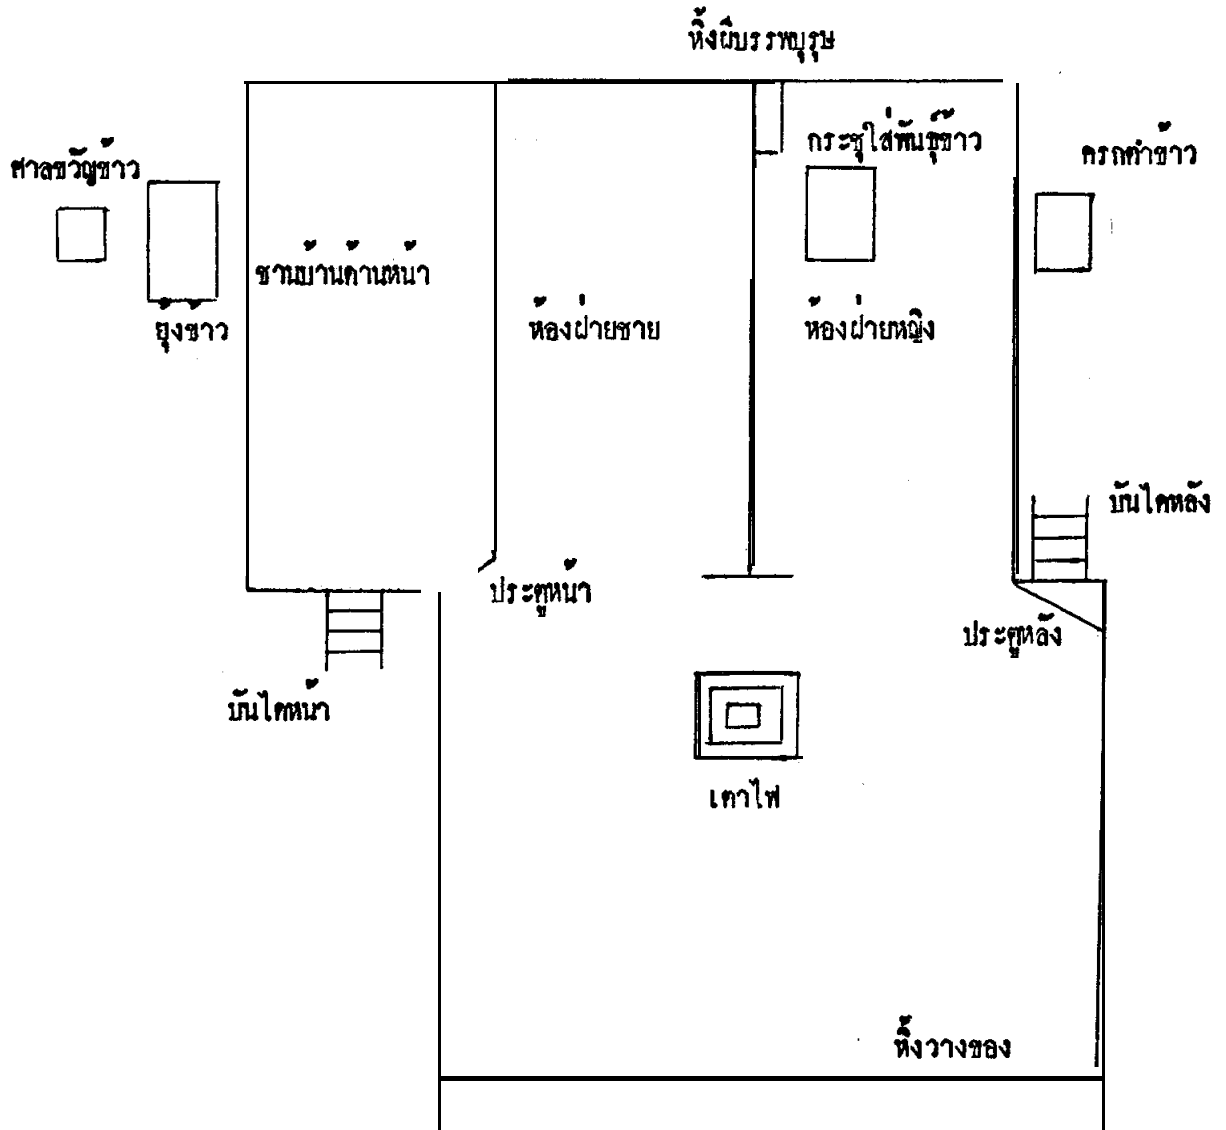 หิ้งผีบรรพบุรุษ
กระชุใส่พันธุ์ข้าว
ครกตำข้าว
ศาลขวัญข้าว
ชานบ้านด้านหน้า
ยุ้งข้าว
ห้องฝ่ายชาย
ห้องฝ่ายหญิง
บันไดหลัง
ประตูหน้า
ประตูหลัง
บันไดหน้า
เตาไฟ
หิ้งวางของ